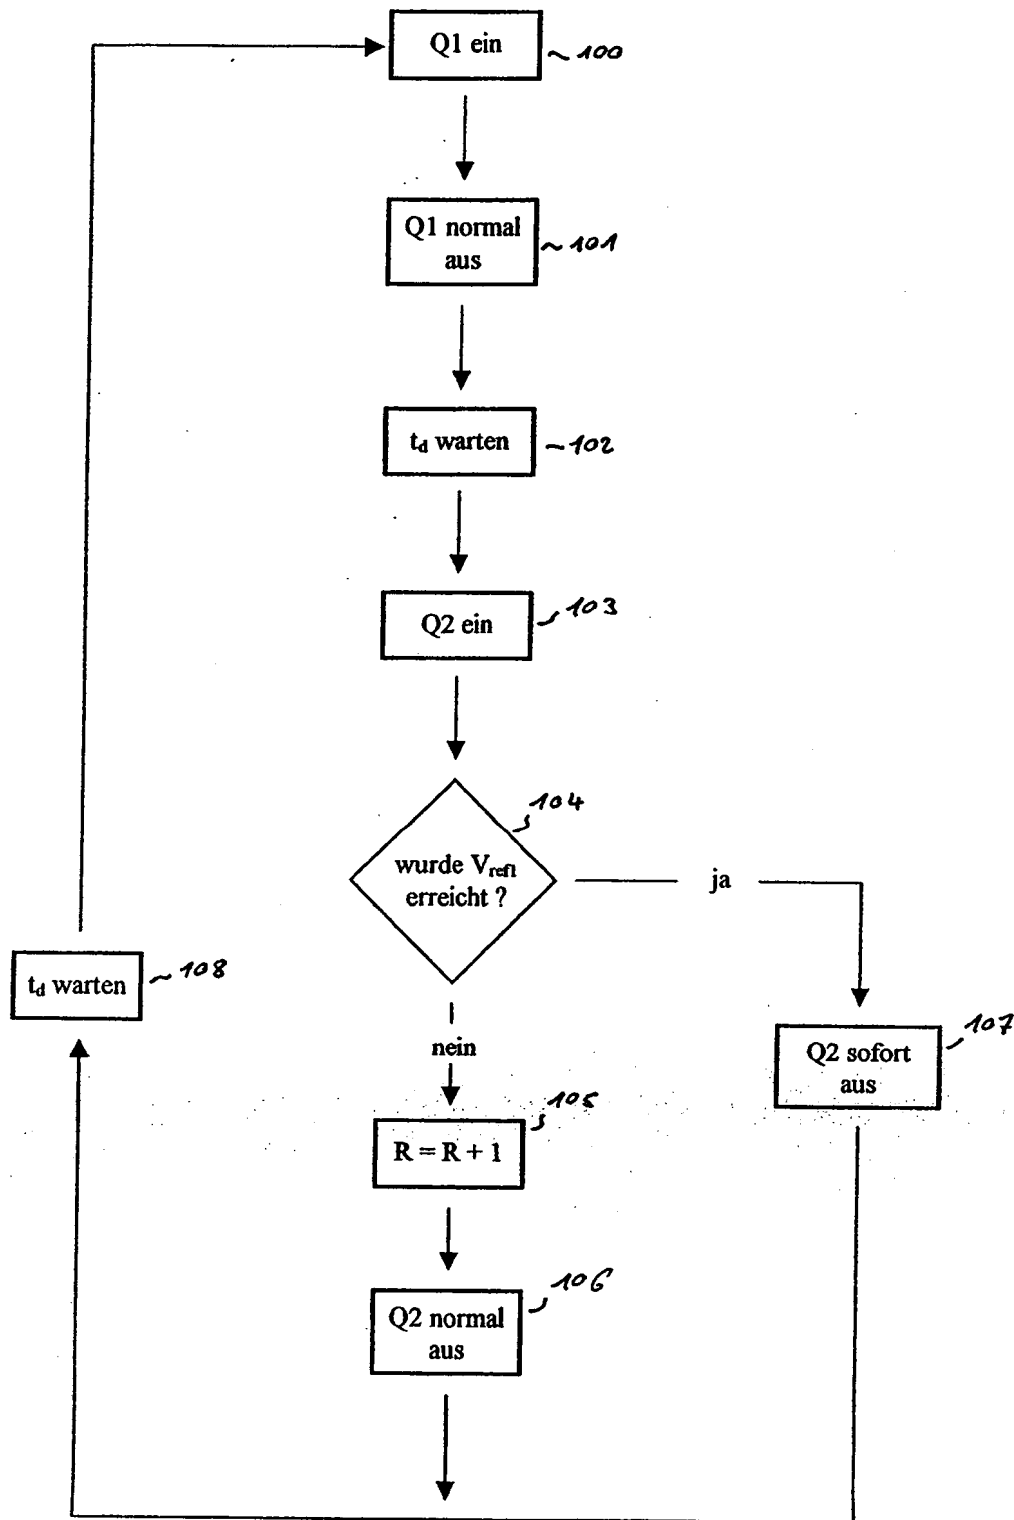 Q1 ein
100
Q1 normal
aus
101
td warten
102
Q2 ein
103
104
wurde Vref1
erreicht ?
ja
td warten
108
nein
Q2 sofort
aus
107
R = R + 1
105
Q2 normal
aus
106